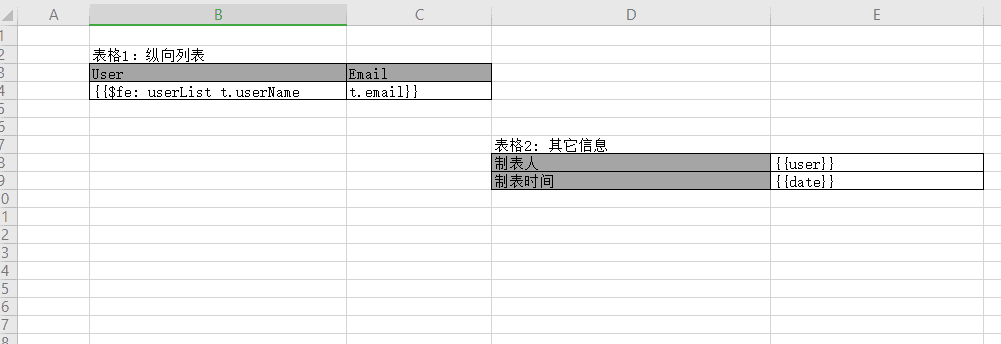 A B C D E
1
2 表格1：纵向列表
3 User Email
4 {{$fe: userList t.userName t.email}}
5
6
7 表格2：其它信息
8 制表人 {{user}}
9 制表时间 {{date}}
0
1
2
3
4
5
6
7
8